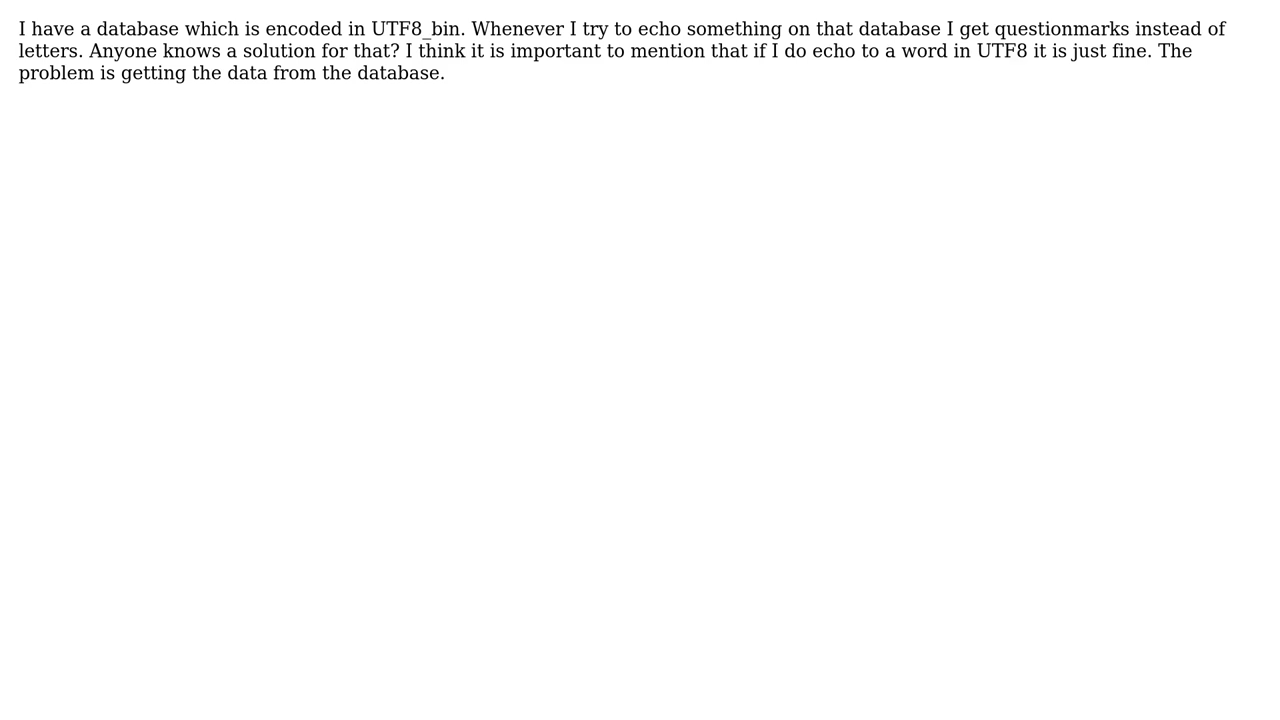 I have a database which is encoded in UTF8_bin. Whenever I try to echo something on that database I get questionmarks instead of
letters. Anyone knows a solution for that? I think it is important to mention that if I do echo to a word in UTF8 it is just fine. The
problem is getting the data from the database.